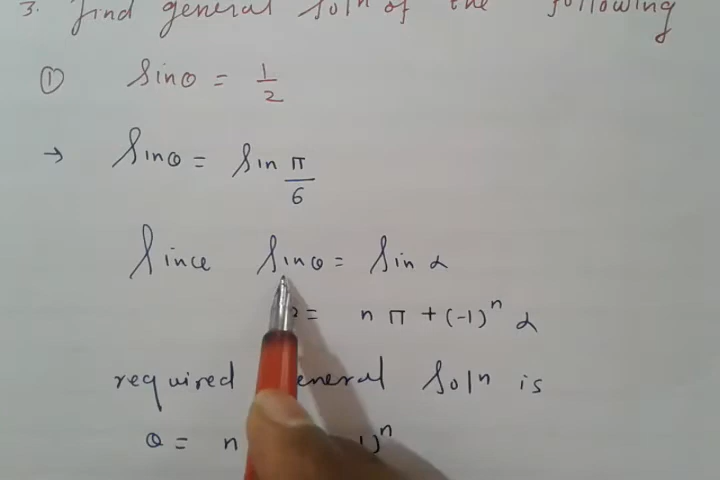 3. find general Solⁿ of the following
① Sinθ = 1/2
→ Sinθ = Sin π/6
Since Sinθ = Sin α
= nπ + (-1)ⁿ α
required Solⁿ is
θ = n 1)ⁿ